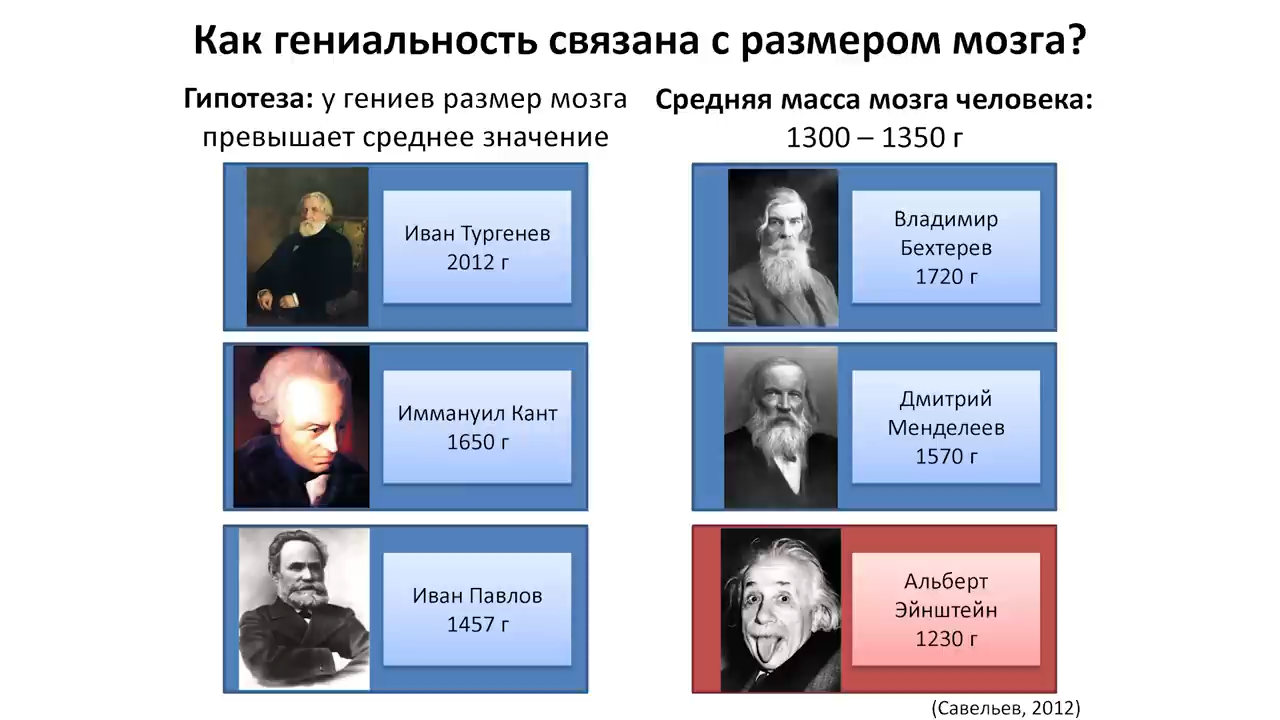 Как гениальность связана с размером мозга?
Гипотеза: у гениев размер мозга
превышает среднее значение
Средняя масса мозга человека:
1300 – 1350 г
Иван Тургенев
2012 г
Владимир
Бехтерев
1720 г
Иммануил Кант
1650 г
Дмитрий
Менделеев
1570 г
Иван Павлов
1457 г
Альберт
Эйнштейн
1230 г
(Савельев, 2012)